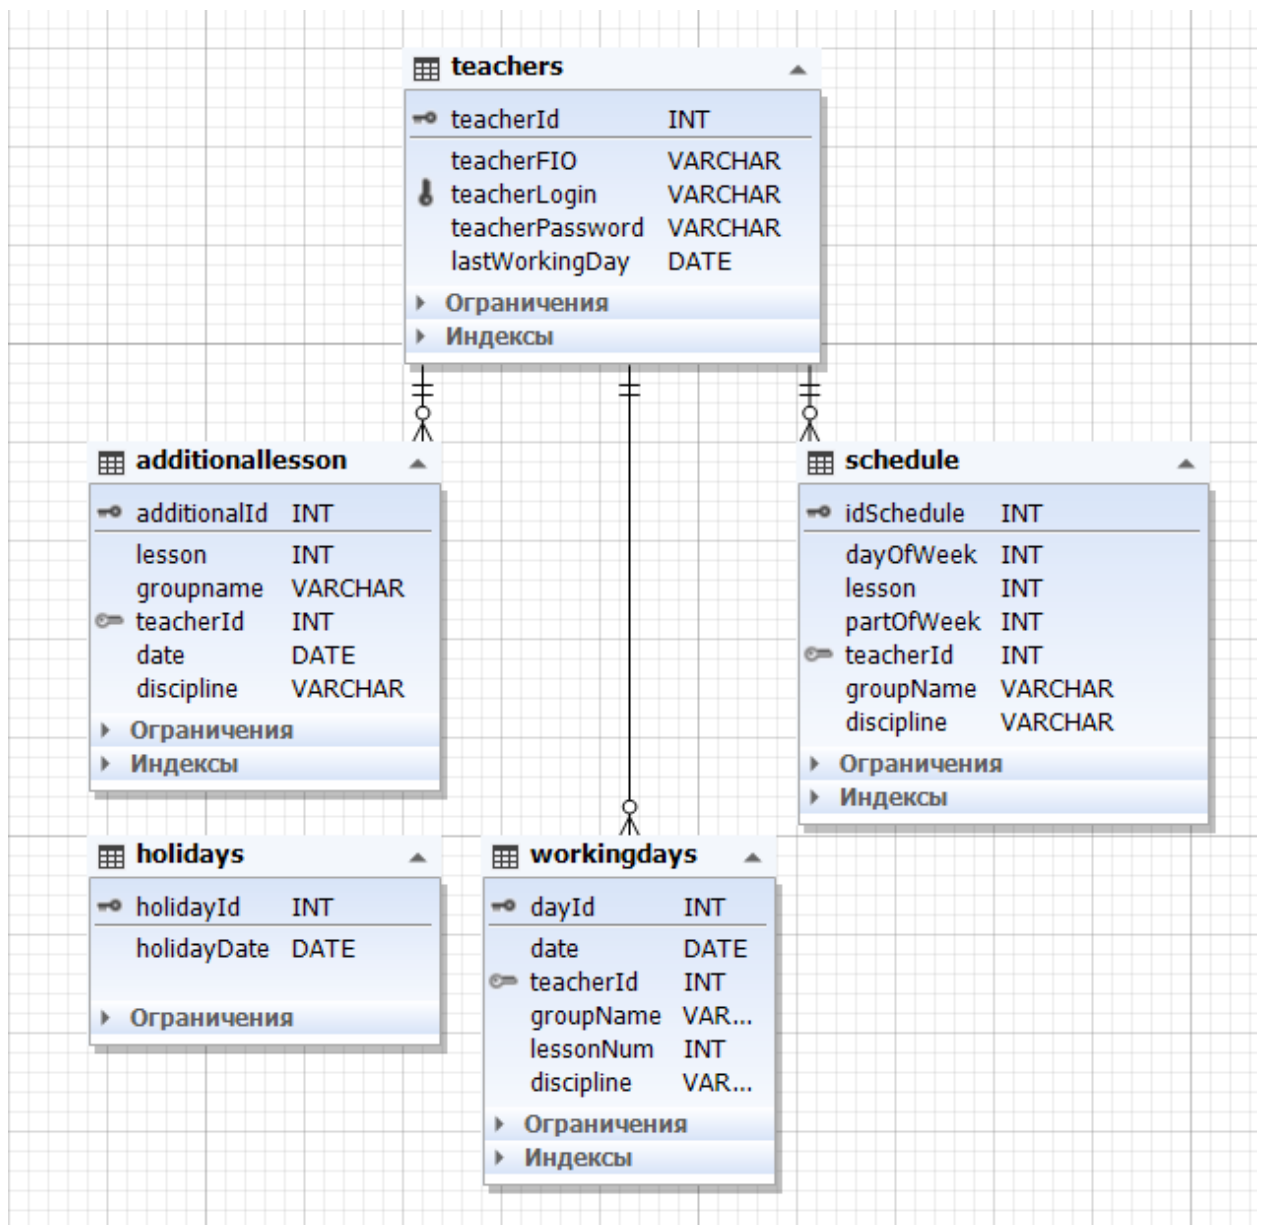 teachers
teacherId INT
teacherFIO VARCHAR
teacherLogin VARCHAR
teacherPassword VARCHAR
lastWorkingDay DATE
Ограничения
Индексы
additionallesson
additionalId INT
lesson INT
groupname VARCHAR
teacherId INT
date DATE
discipline VARCHAR
Ограничения
Индексы
schedule
idSchedule INT
dayOfWeek INT
lesson INT
partOfWeek INT
teacherId INT
groupName VARCHAR
discipline VARCHAR
Ограничения
Индексы
holidays
holidayId INT
holidayDate DATE
Ограничения
workingdays
dayId INT
date DATE
teacherId INT
groupName VAR...
lessonNum INT
discipline VAR...
Ограничения
Индексы